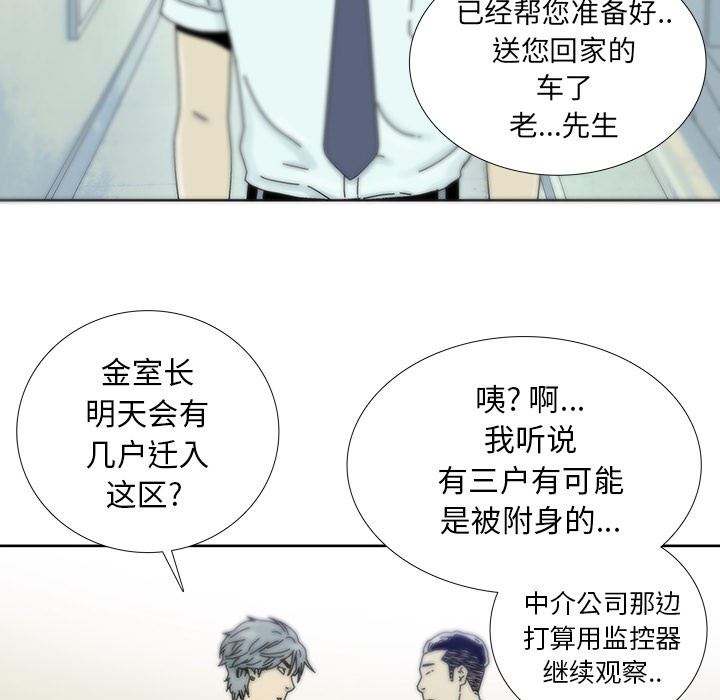 已经帮您准备好..
送您回家的
车了
老...先生
金室长
明天会有
几户迁入
这区?
咦? 啊...
我听说
有三户有可能
是被附身的...
中介公司那边
打算用监控器
继续观察..